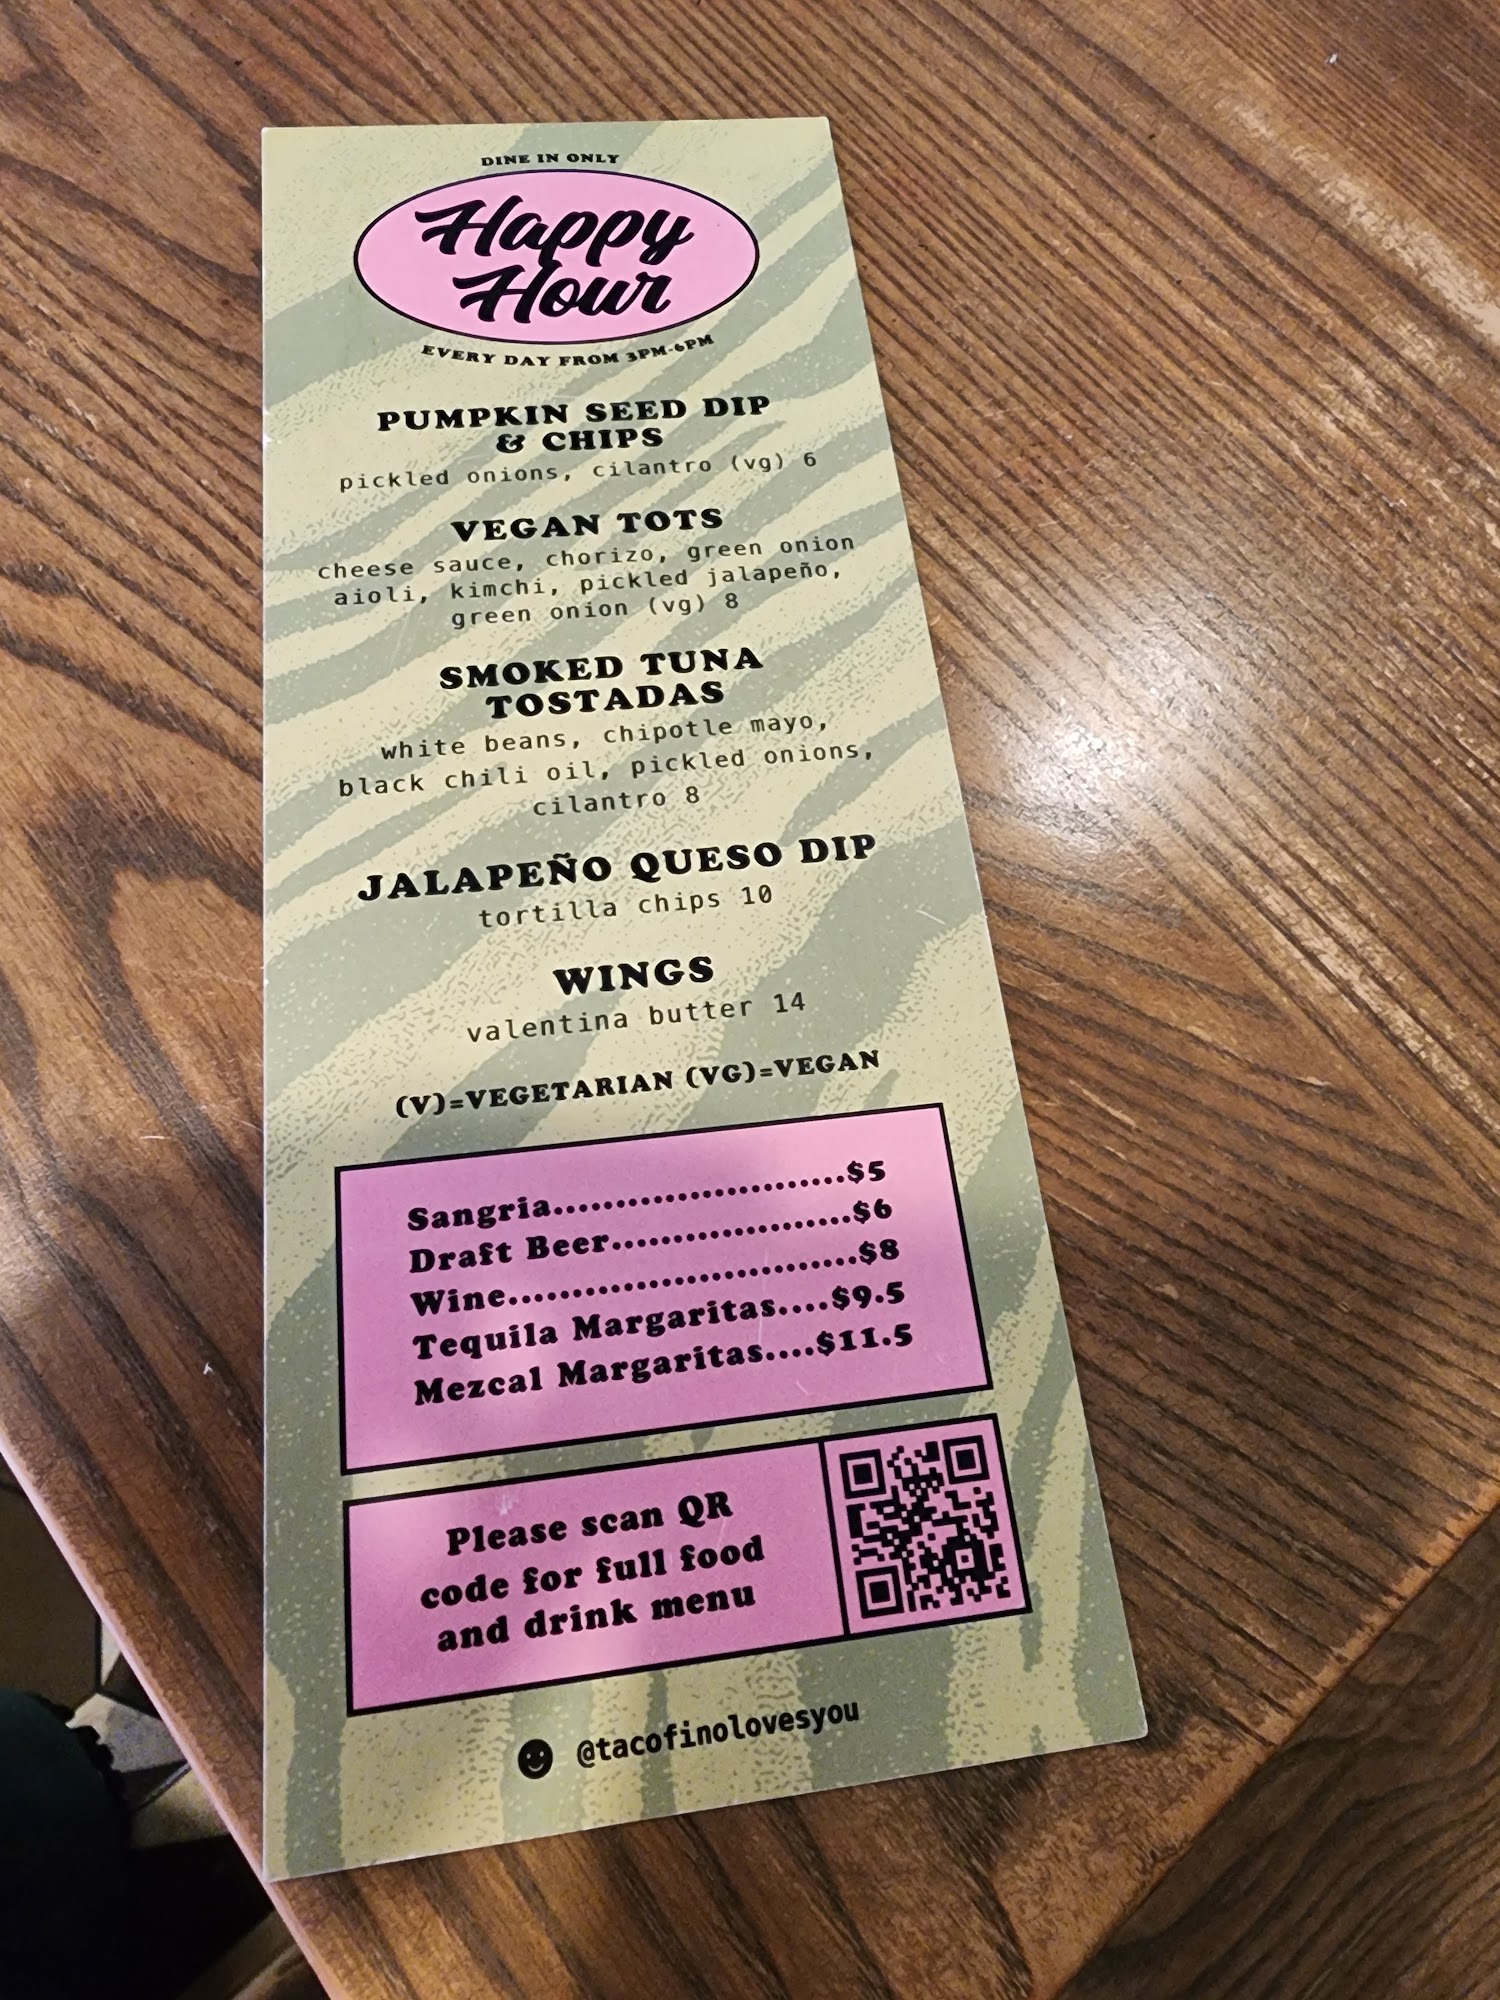 DINE IN ONLY
Happy
Hour
EVERY DAY FROM 3PM-6PM
PUMPKIN SEED DIP
& CHIPS
pickled onions, cilantro (vg) 6
VEGAN TOTS
cheese sauce, chorizo, green onion
aioli, kimchi, pickled jalapeño,
green onion (vg) 8
SMOKED TUNA
TOSTADAS
white beans, chipotle mayo,
black chili oil, pickled onions,
cilantro 8
JALAPEÑO QUESO DIP
tortilla chips 10
WINGS
valentina butter 14
(V)=VEGETARIAN (VG)=VEGAN
Sangria.......................$5
Draft Beer...................$6
Wine............................$8
Tequila Margaritas....$9.5
Mezcal Margaritas....$11.5
Please scan QR
code for full food
and drink menu
@tacofinolovesyou